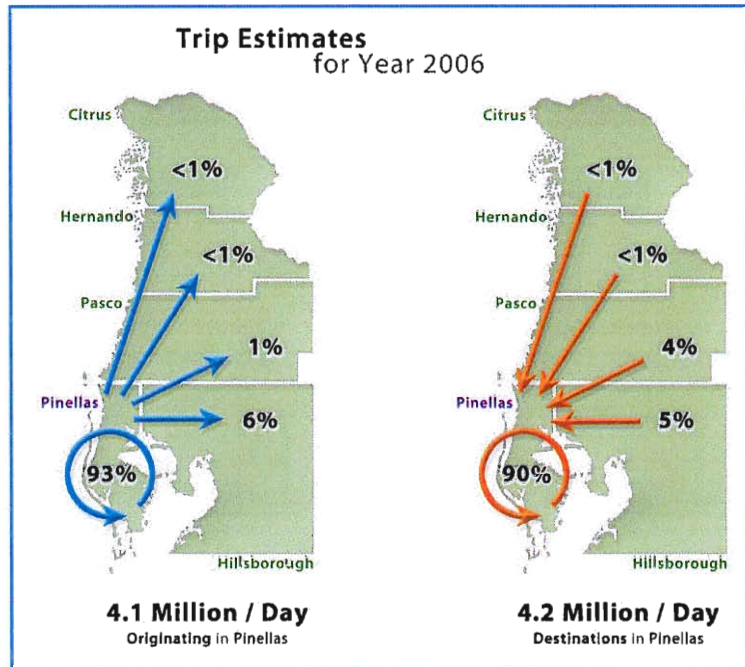 Trip Estimates
for Year 2006
Citrus
<1%
Hernando
<1%
Pasco
1%
Pinellas
6%
93%
Hillsborough
4.1 Million / Day
Originating in Pinellas
Citrus
<1%
Hernando
<1%
Pasco
4%
Pinellas
5%
90%
Hillsborough
4.2 Million / Day
Destinations in Pinellas